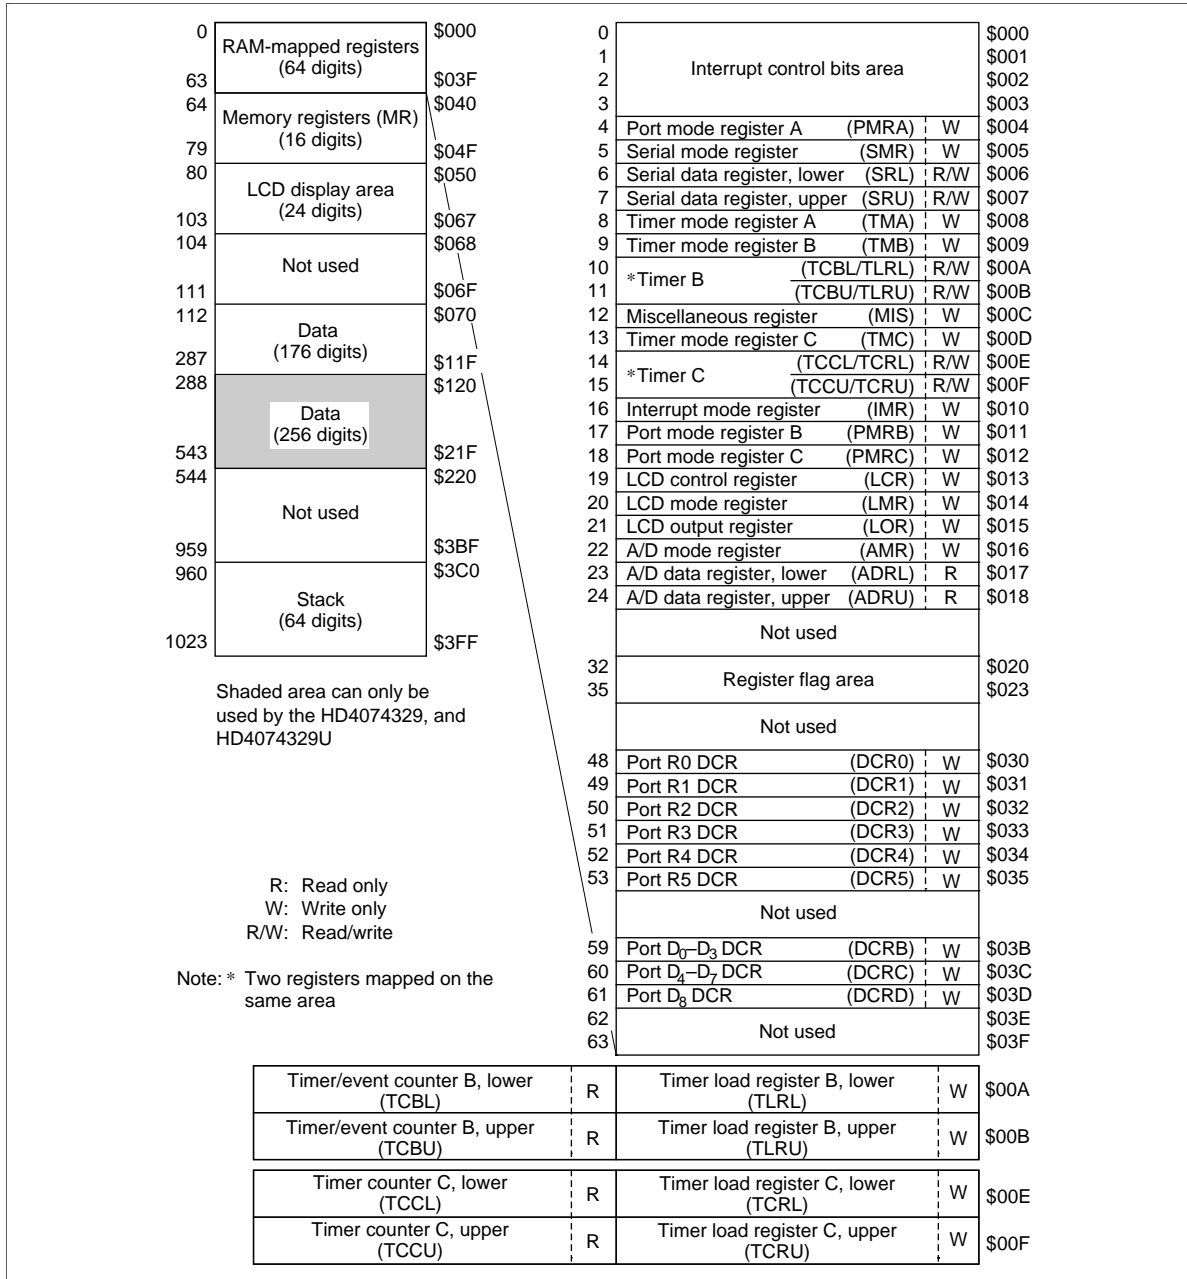 0 RAM-mapped registers (64 digits) $000
63 $03F
64 Memory registers (MR) (16 digits) $040
79 $04F
80 LCD display area (24 digits) $050
103 $067
104 Not used $068
111 $06F
112 Data (176 digits) $070
287 $11F
288 Data (256 digits) $120
543 $21F
544 Not used $220
959 $3BF
960 Stack (64 digits) $3C0
1023 $3FF
Shaded area can only be
used by the HD4074329, and
HD4074329U
R: Read only
W: Write only
R/W: Read/write
Note: * Two registers mapped on the
same area
0 $000
1 Interrupt control bits area $001
2 $002
3 $003
4 Port mode register A (PMRA) W $004
5 Serial mode register (SMR) W $005
6 Serial data register, lower (SRL) R/W $006
7 Serial data register, upper (SRU) R/W $007
8 Timer mode register A (TMA) W $008
9 Timer mode register B (TMB) W $009
10 *Timer B (TCBL/TLRL) R/W $00A
11 (TCBU/TLRU) R/W $00B
12 Miscellaneous register (MIS) W $00C
13 Timer mode register C (TMC) W $00D
14 *Timer C (TCCL/TCRL) R/W $00E
15 (TCCU/TCRU) R/W $00F
16 Interrupt mode register (IMR) W $010
17 Port mode register B (PMRB) W $011
18 Port mode register C (PMRC) W $012
19 LCD control register (LCR) W $013
20 LCD mode register (LMR) W $014
21 LCD output register (LOR) W $015
22 A/D mode register (AMR) W $016
23 A/D data register, lower (ADRL) R $017
24 A/D data register, upper (ADRU) R $018
Not used
32 Register flag area $020
35 $023
Not used
48 Port R0 DCR (DCR0) W $030
49 Port R1 DCR (DCR1) W $031
50 Port R2 DCR (DCR2) W $032
51 Port R3 DCR (DCR3) W $033
52 Port R4 DCR (DCR4) W $034
53 Port R5 DCR (DCR5) W $035
Not used
59 Port D0–D3 DCR (DCRB) W $03B
60 Port D4–D7 DCR (DCRC) W $03C
61 Port D8 DCR (DCRD) W $03D
62 Not used $03E
63 $03F
Timer/event counter B, lower (TCBL) R Timer load register B, lower (TLRL) W $00A
Timer/event counter B, upper (TCBU) R Timer load register B, upper (TLRU) W $00B
Timer counter C, lower (TCCL) R Timer load register C, lower (TCRL) W $00E
Timer counter C, upper (TCCU) R Timer load register C, upper (TCRU) W $00F